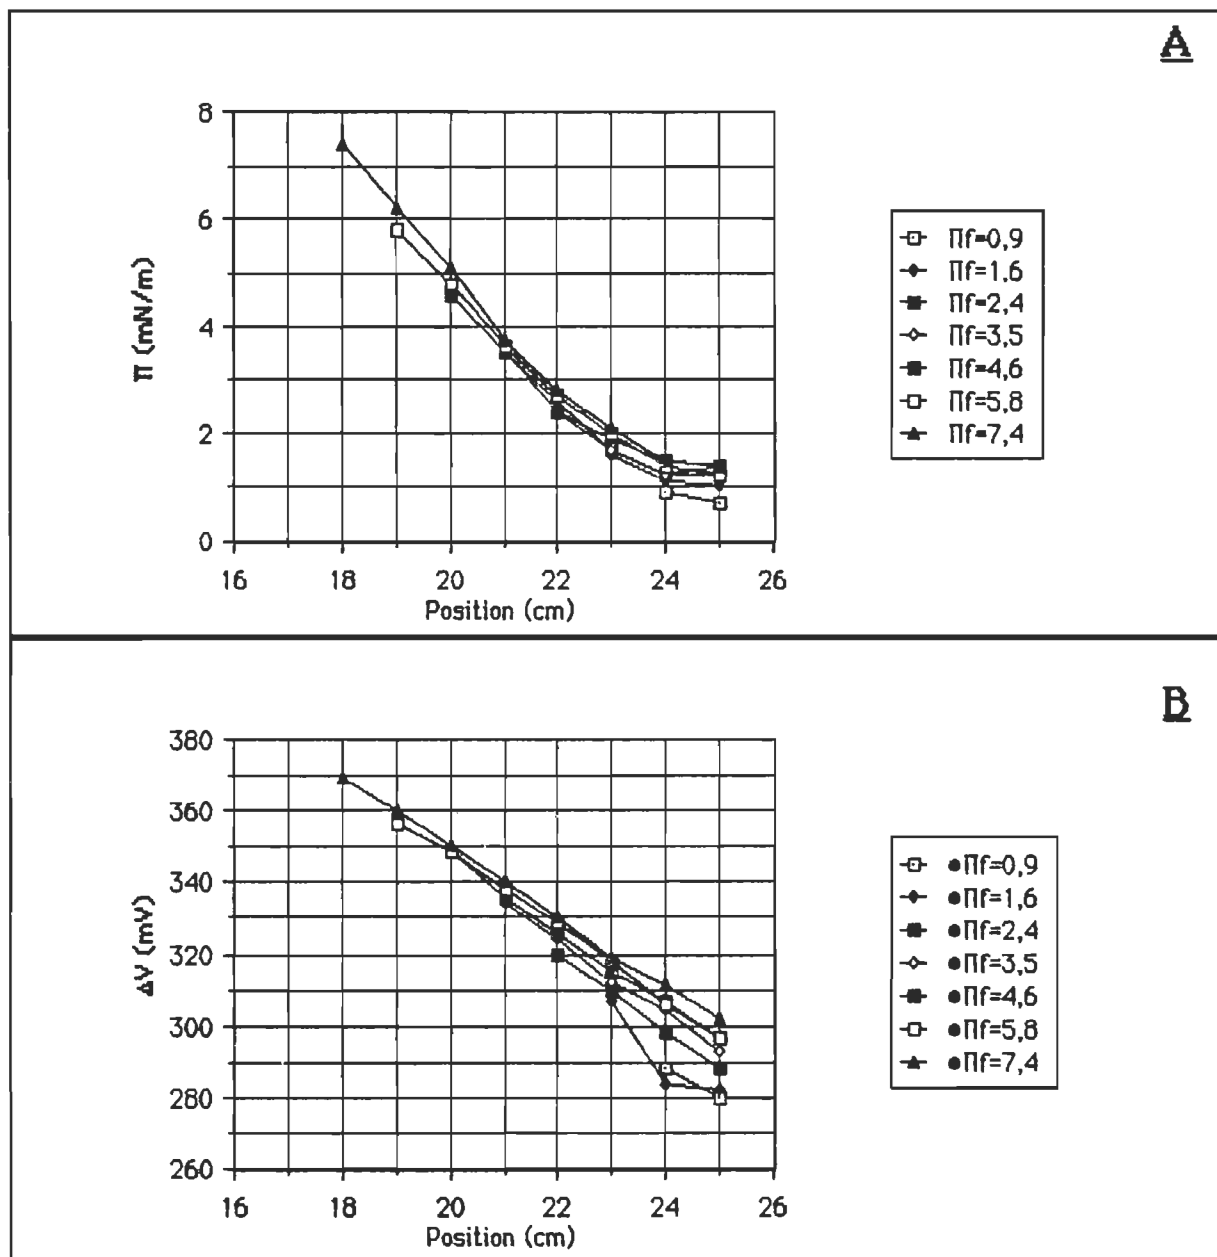 A
8
6
4
2
0
Π (mN/m)
16 18 20 22 24 26
Position (cm)
Πf=0,9
Πf=1,6
Πf=2,4
Πf=3,5
Πf=4,6
Πf=5,8
Πf=7,4
B
380
360
340
320
300
280
260
ΔV (mV)
16 18 20 22 24 26
Position (cm)
●Πf=0,9
●Πf=1,6
●Πf=2,4
●Πf=3,5
●Πf=4,6
●Πf=5,8
●Πf=7,4